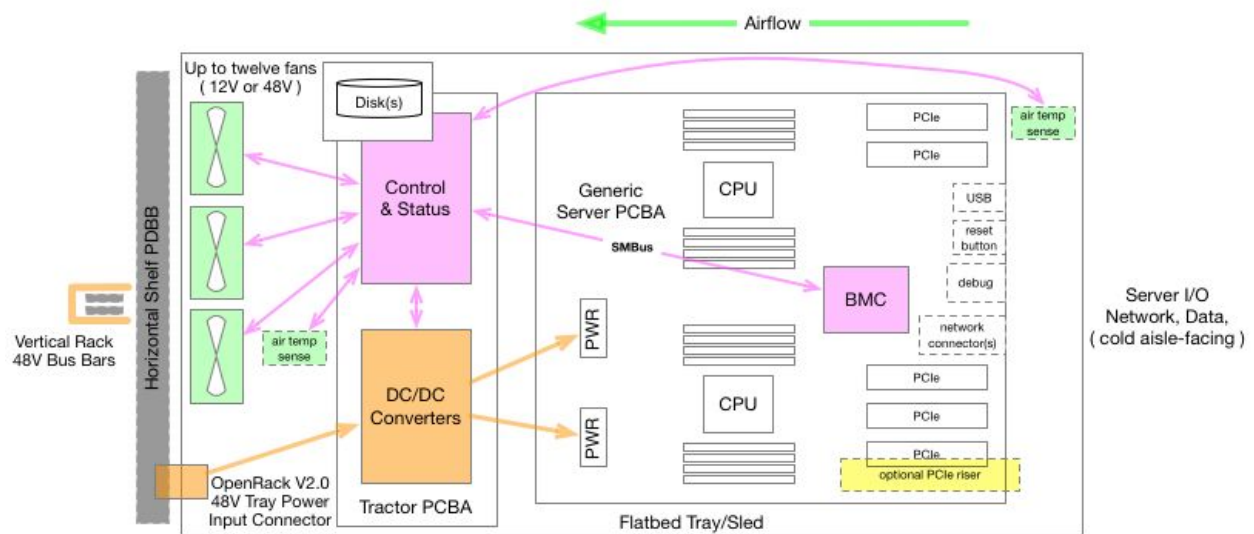 Airflow
Up to twelve fans
( 12V or 48V )
Disk(s)
air temp
sense
PCIe
PCIe
Control
& Status
CPU
Generic
Server PCBA
SMBus
USB
reset
button
debug
BMC
network
connector(s)
Server I/O
Network, Data,
( cold aisle-facing )
Horizontal Shelf PDBB
Vertical Rack
48V Bus Bars
air temp
sense
PWR
DC/DC
Converters
PWR
CPU
PCIe
PCIe
PCIe
optional PCIe riser
OpenRack V2.0
48V Tray Power
Input Connector
Tractor PCBA
Flatbed Tray/Sled